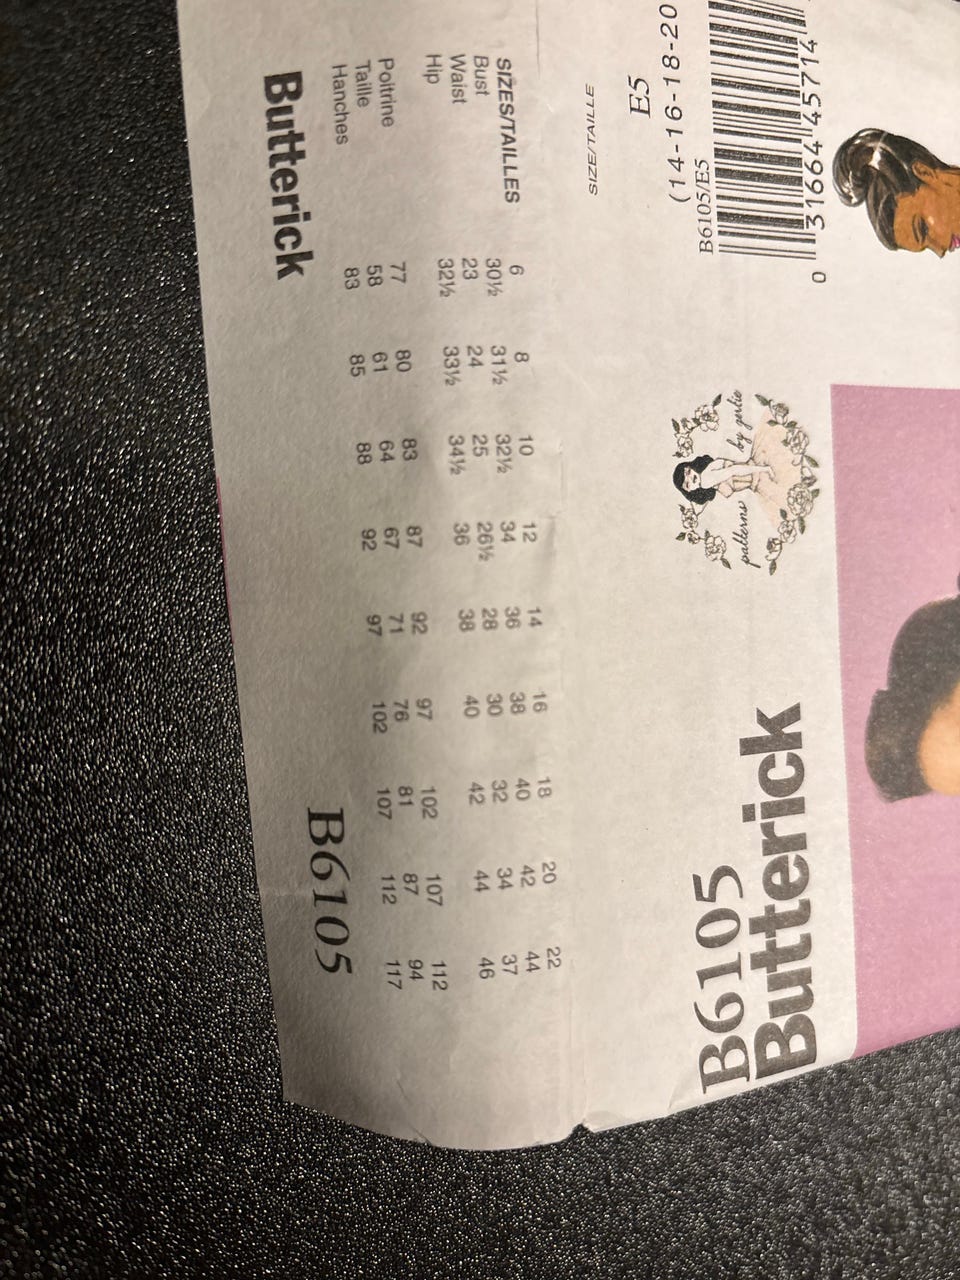 SIZES/TAILLES 6 8 10 12 14 16 18 20 22
Bust 30½ 31½ 32½ 34 36 38 40 42 44
Waist 23 24 25 26½ 28 30 32 34 37
Hip 32½ 33½ 34½ 36 38 40 42 44 46
Poitrine 77 80 83 87 92 97 102 107 112
Taille 58 61 64 67 71 76 81 87 94
Hanches 83 85 88 92 97 102 107 112 117
Butterick B6105
SIZE/TAILLE
E5
(14-16-18-20
B6105/E5
0 31664 45714
patterns by gertie
B6105
Butterick